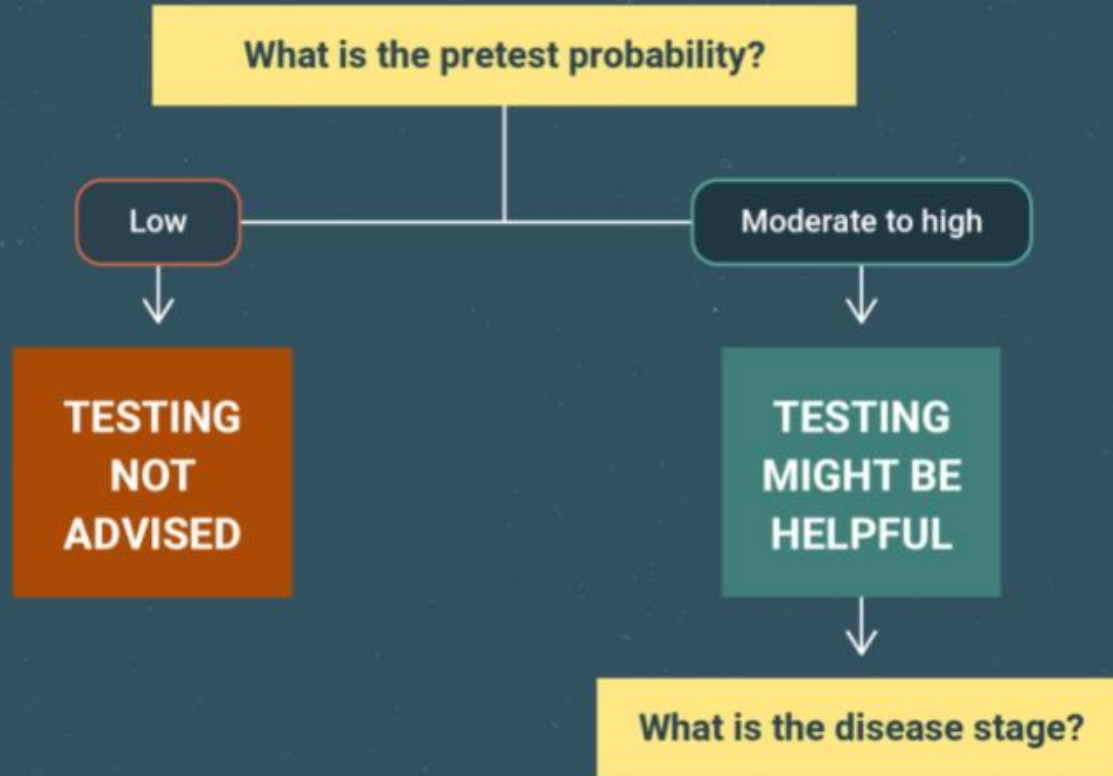 What is the pretest probability?
Low
Moderate to high
TESTING
NOT
ADVISED
TESTING
MIGHT BE
HELPFUL
What is the disease stage?